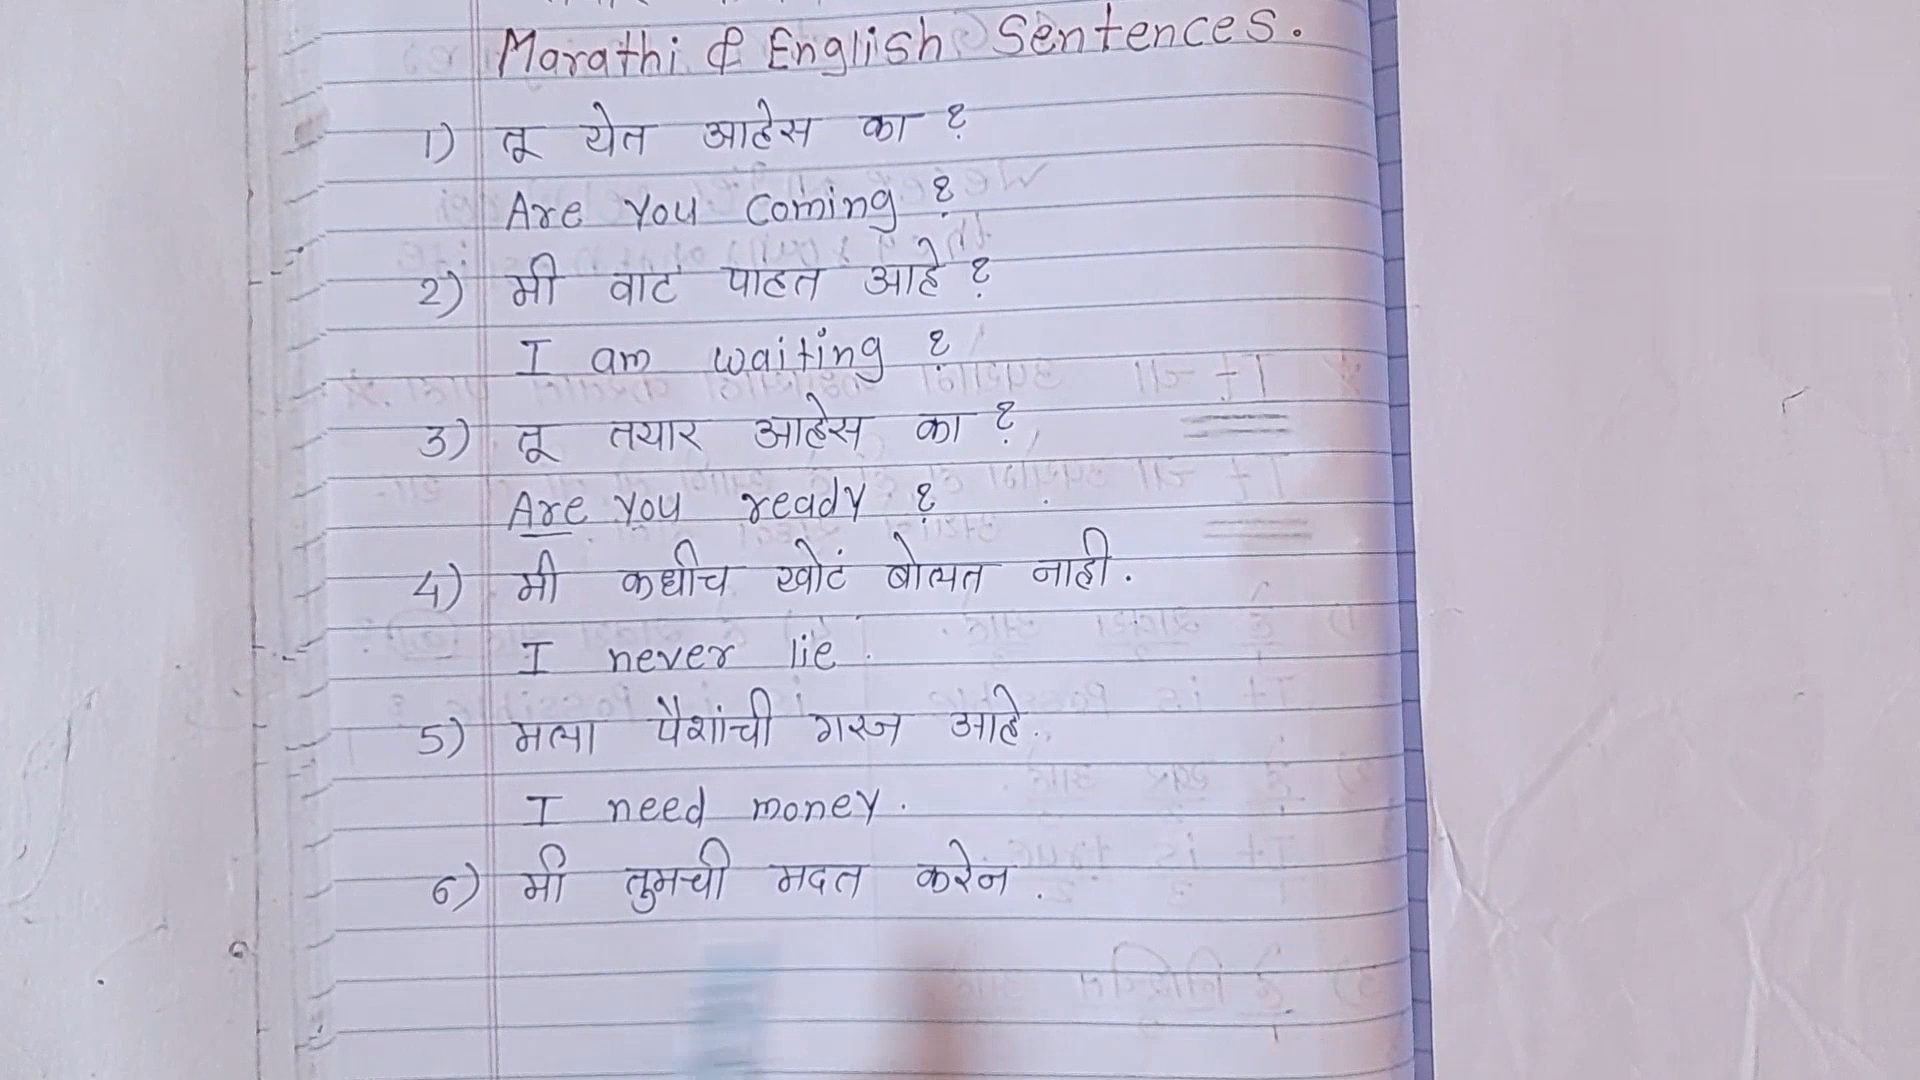 Marathi & English Sentences.
1) तू येत आहेस का ?
Are You Coming ?
2) मी वाट पाहत आहे ?
I am waiting ?
3) तू तयार आहेस का ?
Are you ready ?
4) मी कधीच खोटं बोलत नाही.
I never lie.
5) मला पैशांची गरज आहे.
I need money.
6) मी तुमची मदत करेन.